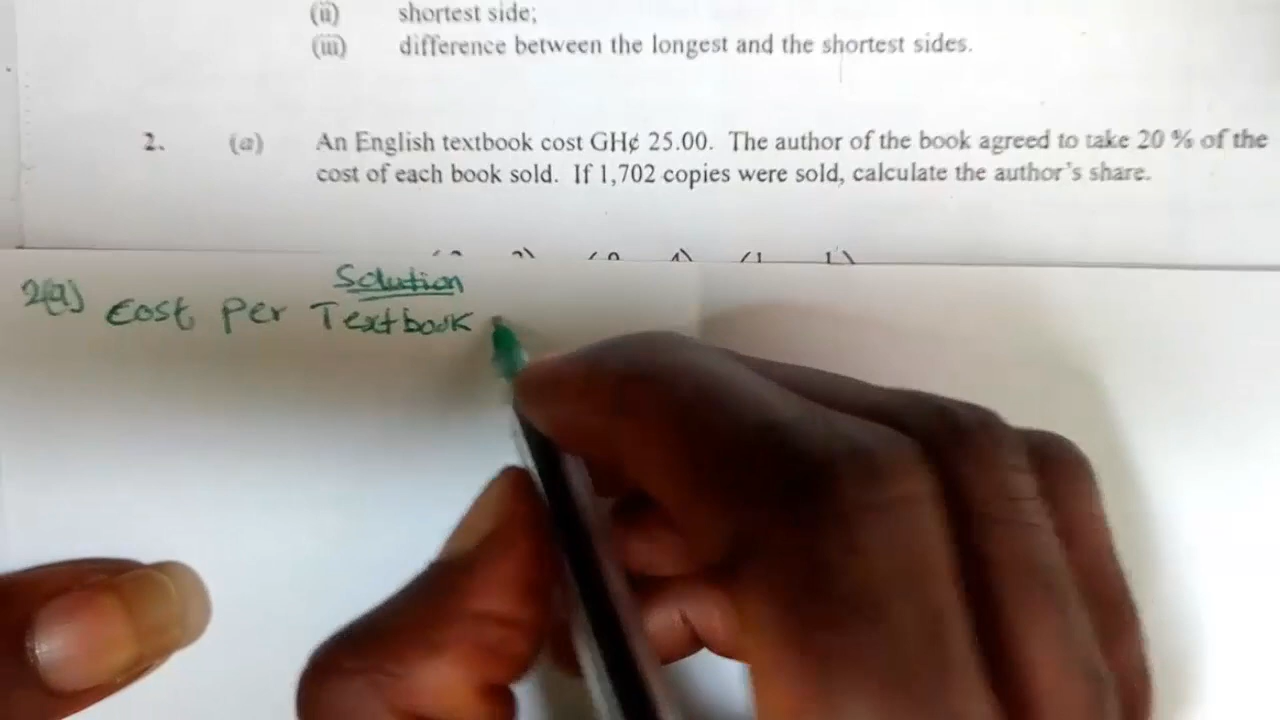 (ii) shortest side;
(iii) difference between the longest and the shortest sides.
2. (a) An English textbook cost GH¢ 25.00. The author of the book agreed to take 20 % of the
cost of each book sold. If 1,702 copies were sold, calculate the author's share.
Solution
2(a) Cost Per Textbook